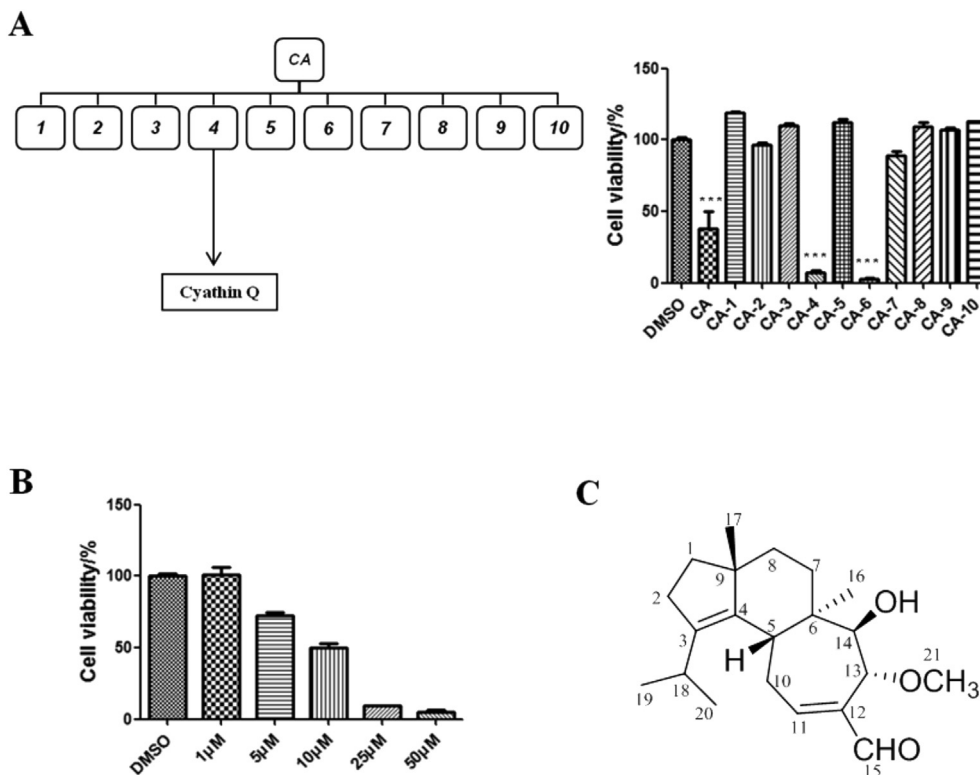 A
CA
1 2 3 4 5 6 7 8 9 10
Cyathin Q
Cell viability/%
150
100
50
0
***
***
***
DMSO CA CA-1 CA-2 CA-3 CA-4 CA-5 CA-6 CA-7 CA-8 CA-9 CA-10
B
Cell viability/%
150
100
50
0
DMSO 1μM 5μM 10μM 25μM 50μM
C
17
1
8
7
16
9
2
OH
4
6
5
14
3
21
H
13
OCH3
18
10
19
20
12
11
CHO
15